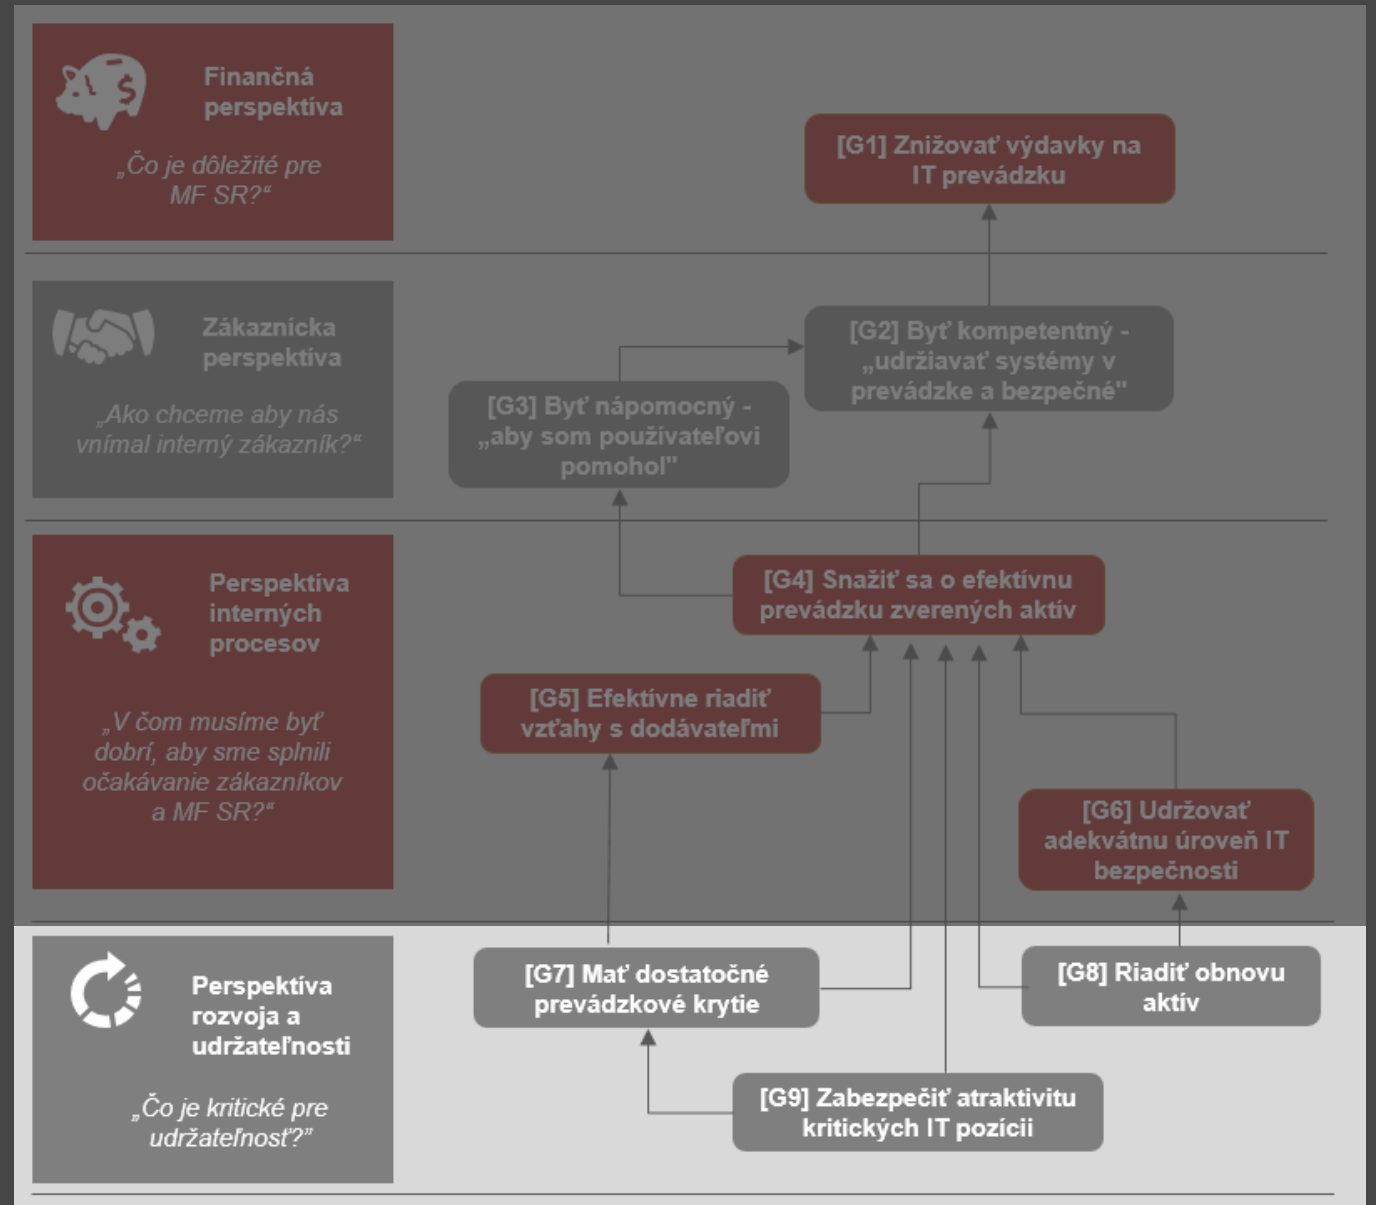 Finančná
perspektíva
„Čo je dôležité pre
MF SR?“
[G1] Znižovať výdavky na
IT prevádzku
Zákaznícka
perspektíva
„Ako chceme aby nás
vnímal interný zákazník?“
[G2] Byť kompetentný -
„udržiavať systémy v
prevádzke a bezpečné"
[G3] Byť nápomocný -
„aby som používateľovi
pomohol"
Perspektíva
interných
procesov
„V čom musíme byť
dobrí, aby sme splnili
očakávanie zákazníkov
a MF SR?“
[G4] Snažiť sa o efektívnu
prevádzku zverených aktív
[G5] Efektívne riadiť
vzťahy s dodávateľmi
[G6] Udržovať
adekvátnu úroveň IT
bezpečnosti
Perspektíva
rozvoja a
udržateľnosti
„Čo je kritické pre
udržateľnosť?”
[G7] Mať dostatočné
prevádzkové krytie
[G8] Riadiť obnovu
aktív
[G9] Zabezpečiť atraktivitu
kritických IT pozícii